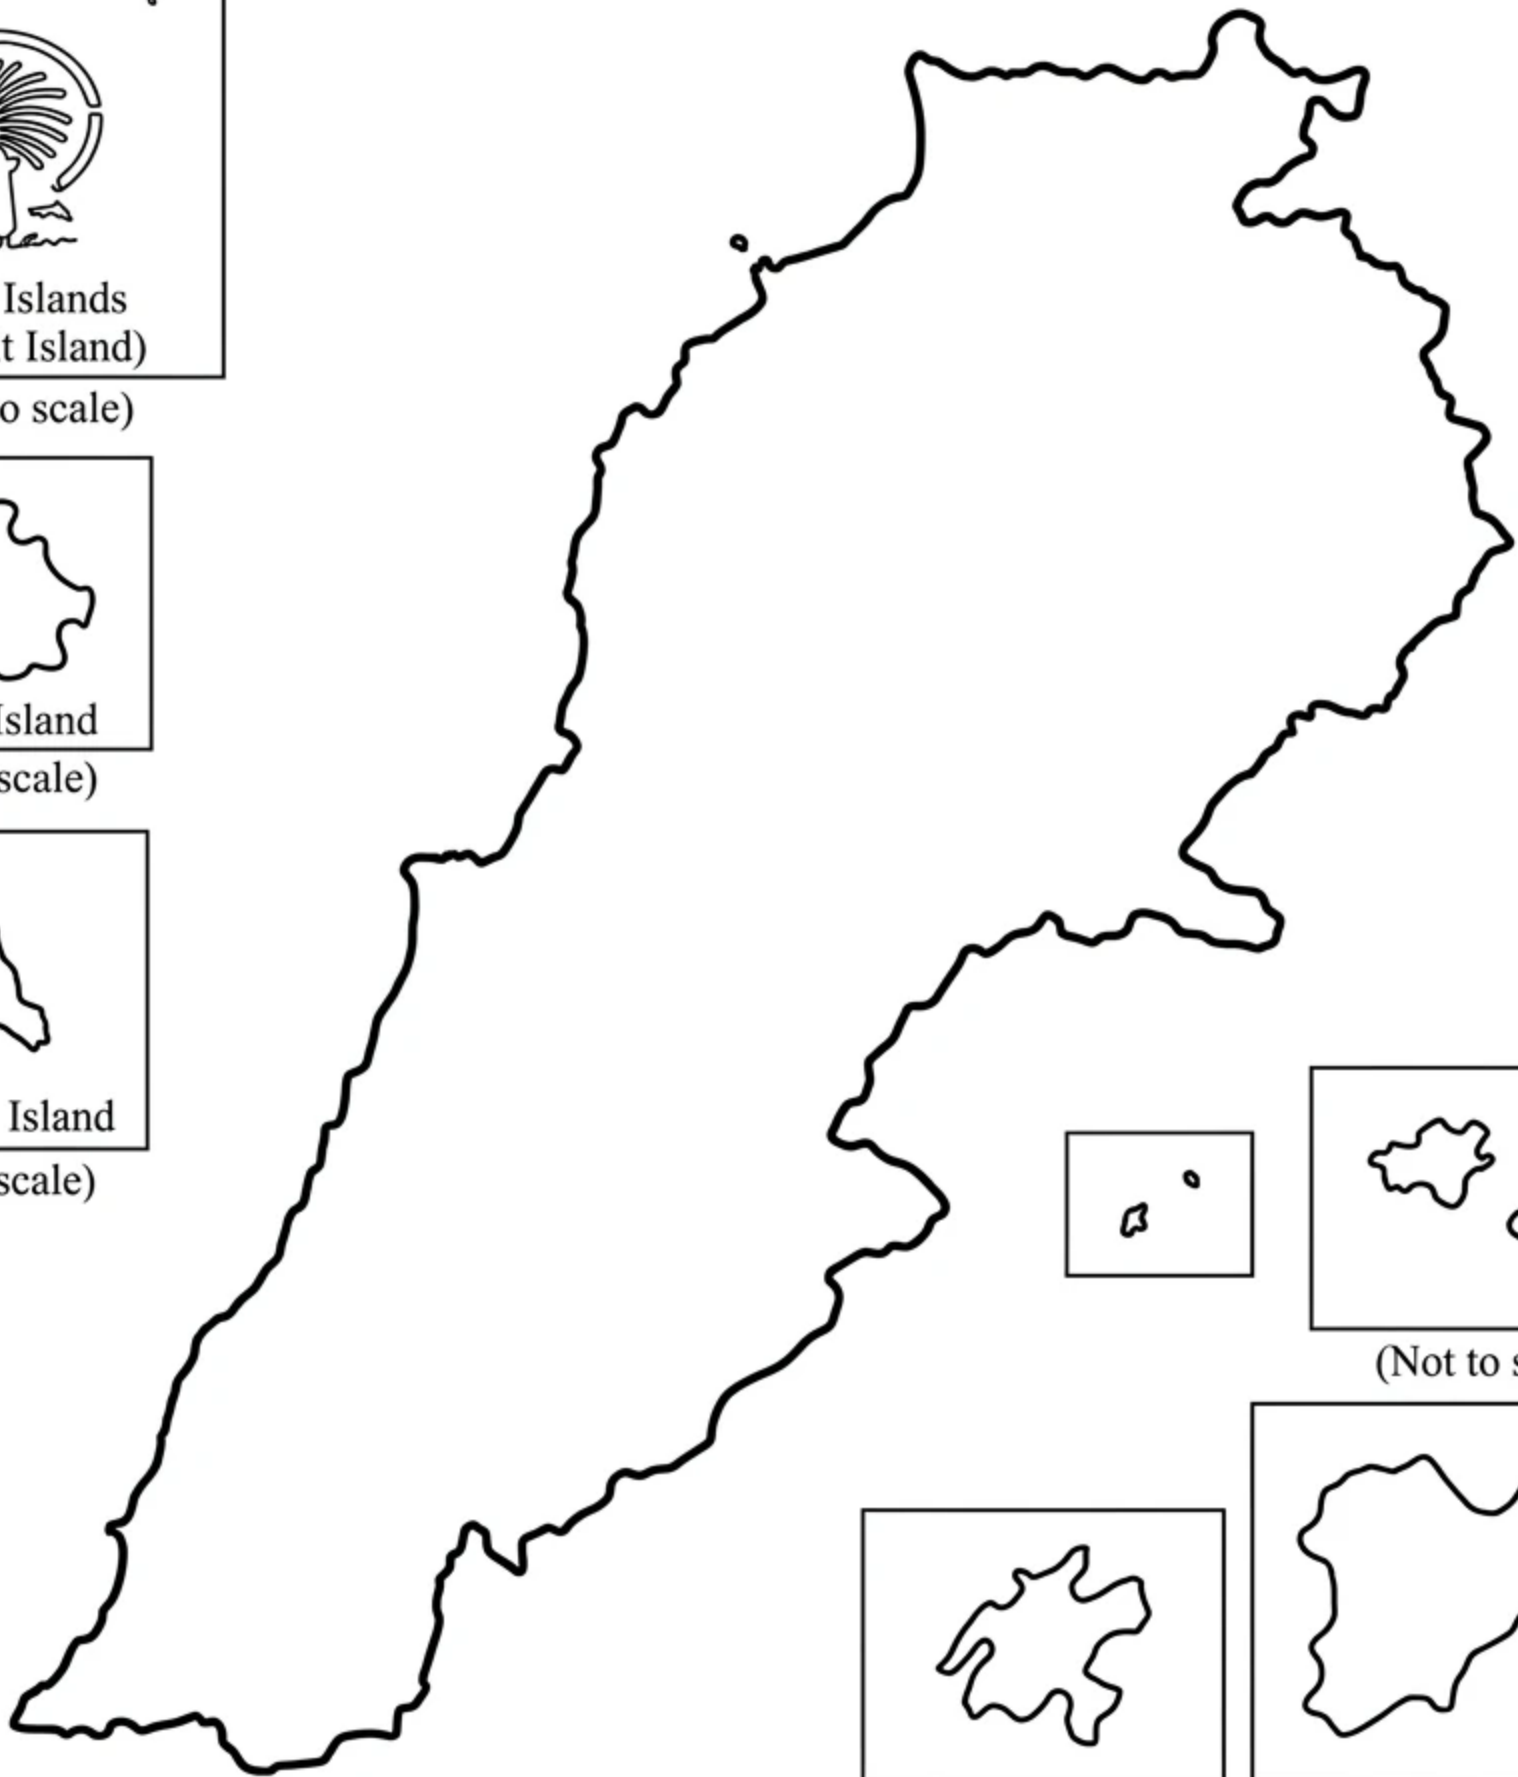 Islands
t Island)
o scale)
Island
scale)
Island
scale)
(Not to s